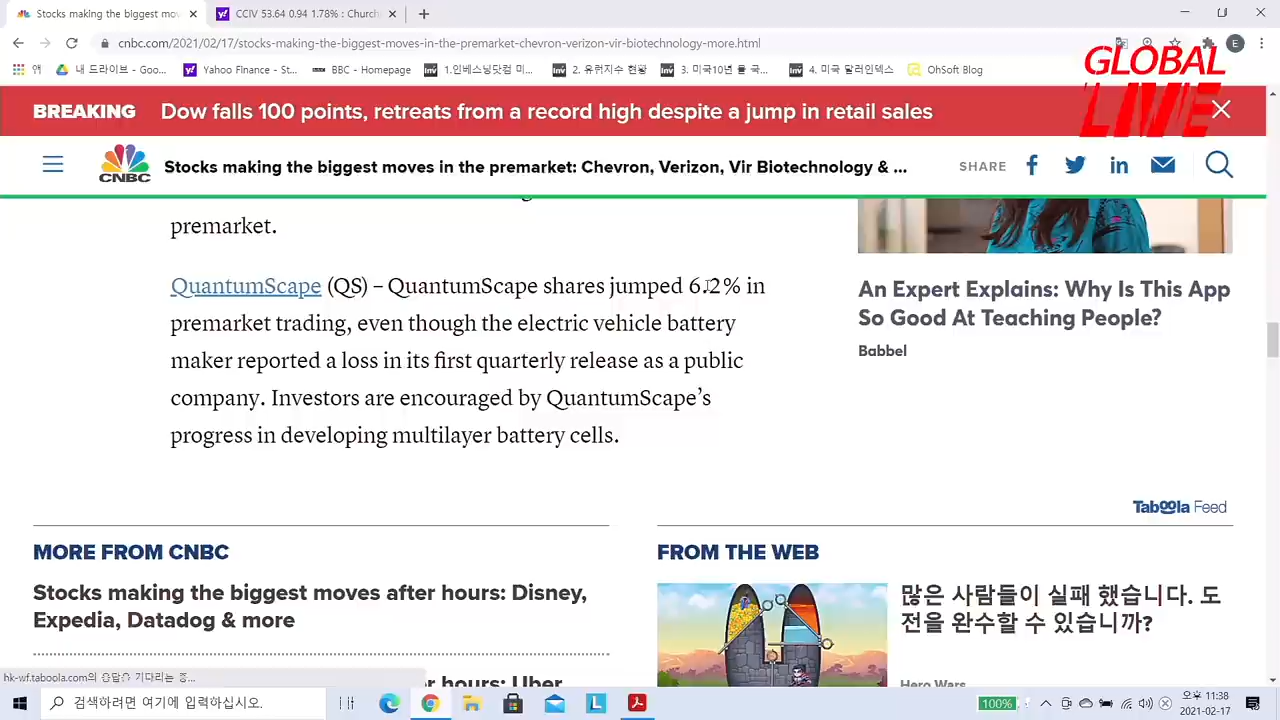 Stocks making the biggest mov
CCIV 53.64 0.94 1.78% : Church
cnbc.com/2021/02/17/stocks-making-the-biggest-moves-in-the-premarket-chevron-verizon-vir-biotechnology-more.html
E
앱
내 드라이브 - Goo...
Yahoo Finance - St...
BBC - Homepage
1.인베스팅닷컴 미...
2. 유럽지수 현황
3. 미국10년 물 국...
4. 미국 달러인덱스
OhSoft Blog
GLOBAL
LIVE
BREAKING Dow falls 100 points, retreats from a record high despite a jump in retail sales
CNBC
Stocks making the biggest moves in the premarket: Chevron, Verizon, Vir Biotechnology & ...
SHARE
premarket.
QuantumScape (QS) – QuantumScape shares jumped 6.2% in
premarket trading, even though the electric vehicle battery
maker reported a loss in its first quarterly release as a public
company. Investors are encouraged by QuantumScape’s
progress in developing multilayer battery cells.
An Expert Explains: Why Is This App
So Good At Teaching People?
Babbel
Taboola Feed
MORE FROM CNBC
Stocks making the biggest moves after hours: Disney,
Expedia, Datadog & more
r hours: Uber
FROM THE WEB
많은 사람들이 실패 했습니다. 도
전을 완수할 수 있습니까?
Hero Wars
검색하려면 여기에 입력하십시오.
100%
오후 11:38
2021-02-17